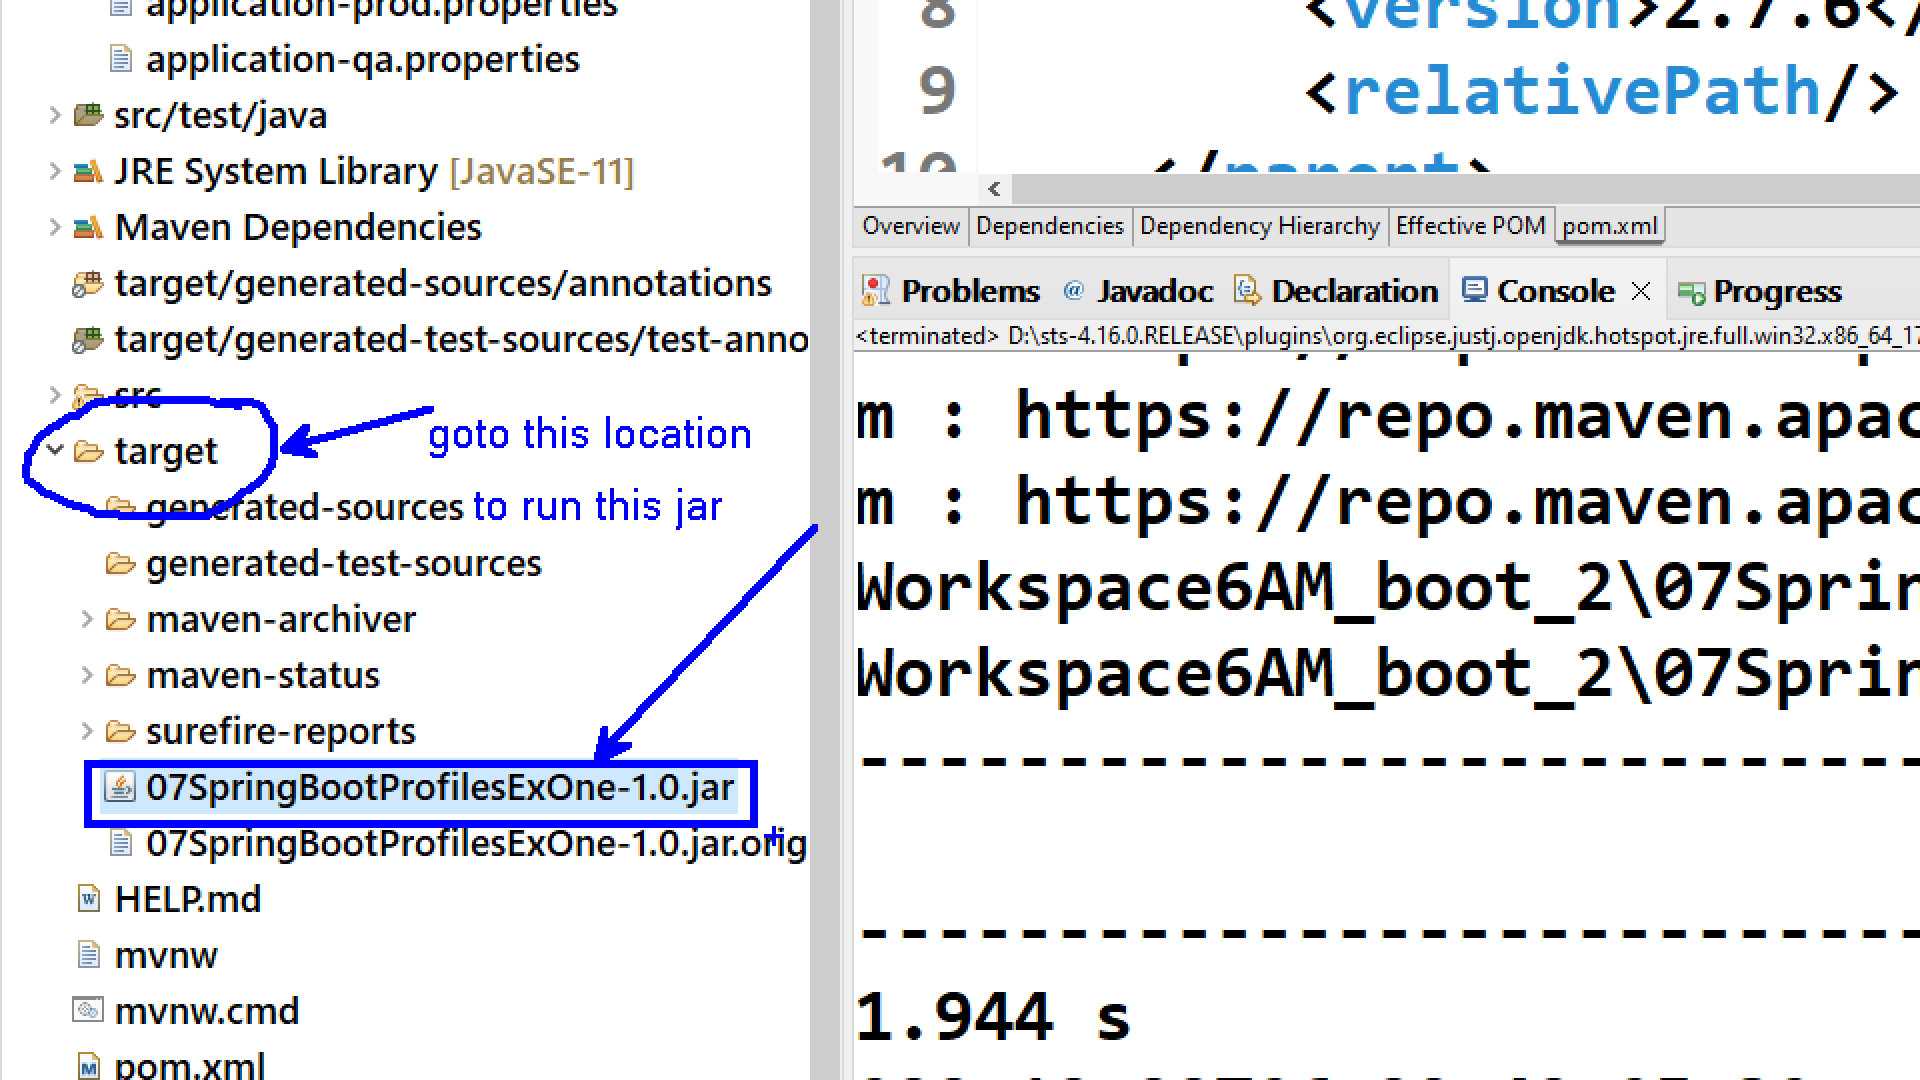 application-prod.properties
application-qa.properties
src/test/java
JRE System Library [JavaSE-11]
Maven Dependencies
target/generated-sources/annotations
target/generated-test-sources/test-anno
src
target
goto this location
generated-sources
to run this jar
generated-test-sources
maven-archiver
maven-status
surefire-reports
07SpringBootProfilesExOne-1.0.jar
07SpringBootProfilesExOne-1.0.jar.orig
HELP.md
mvnw
mvnw.cmd
pom.xml
8 <version>2.7.6</
9 <relativePath/>
10 </parent>
Overview Dependencies Dependency Hierarchy Effective POM pom.xml
Problems @ Javadoc Declaration Console Progress
<terminated> D:\sts-4.16.0.RELEASE\plugins\org.eclipse.justj.openjdk.hotspot.jre.full.win32.x86_64_17
m : https://repo.maven.apac
m : https://repo.maven.apac
Workspace6AM_boot_2\07Sprin
Workspace6AM_boot_2\07Sprin
---------------------------
---------------------------
1.944 s